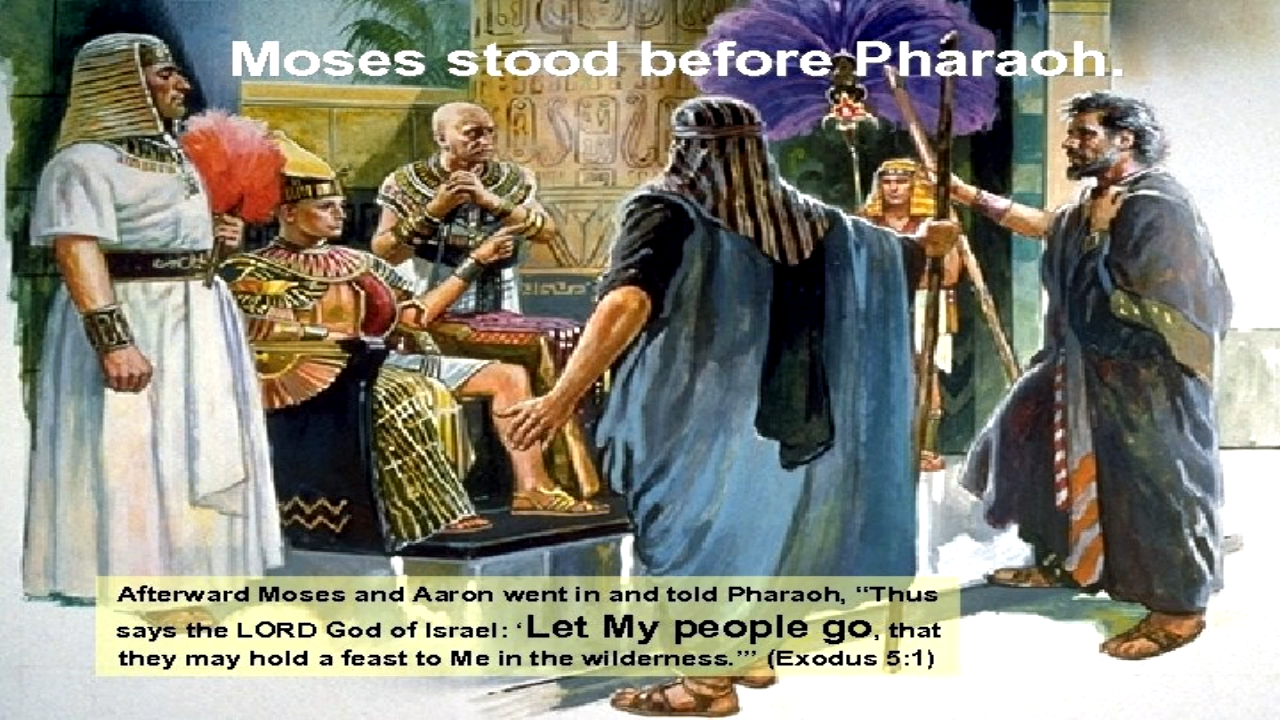 Moses stood before Pharaoh.
Afterward Moses and Aaron went in and told Pharaoh, “Thus
says the LORD God of Israel: ‘Let My people go, that
they may hold a feast to Me in the wilderness.’” (Exodus 5:1)